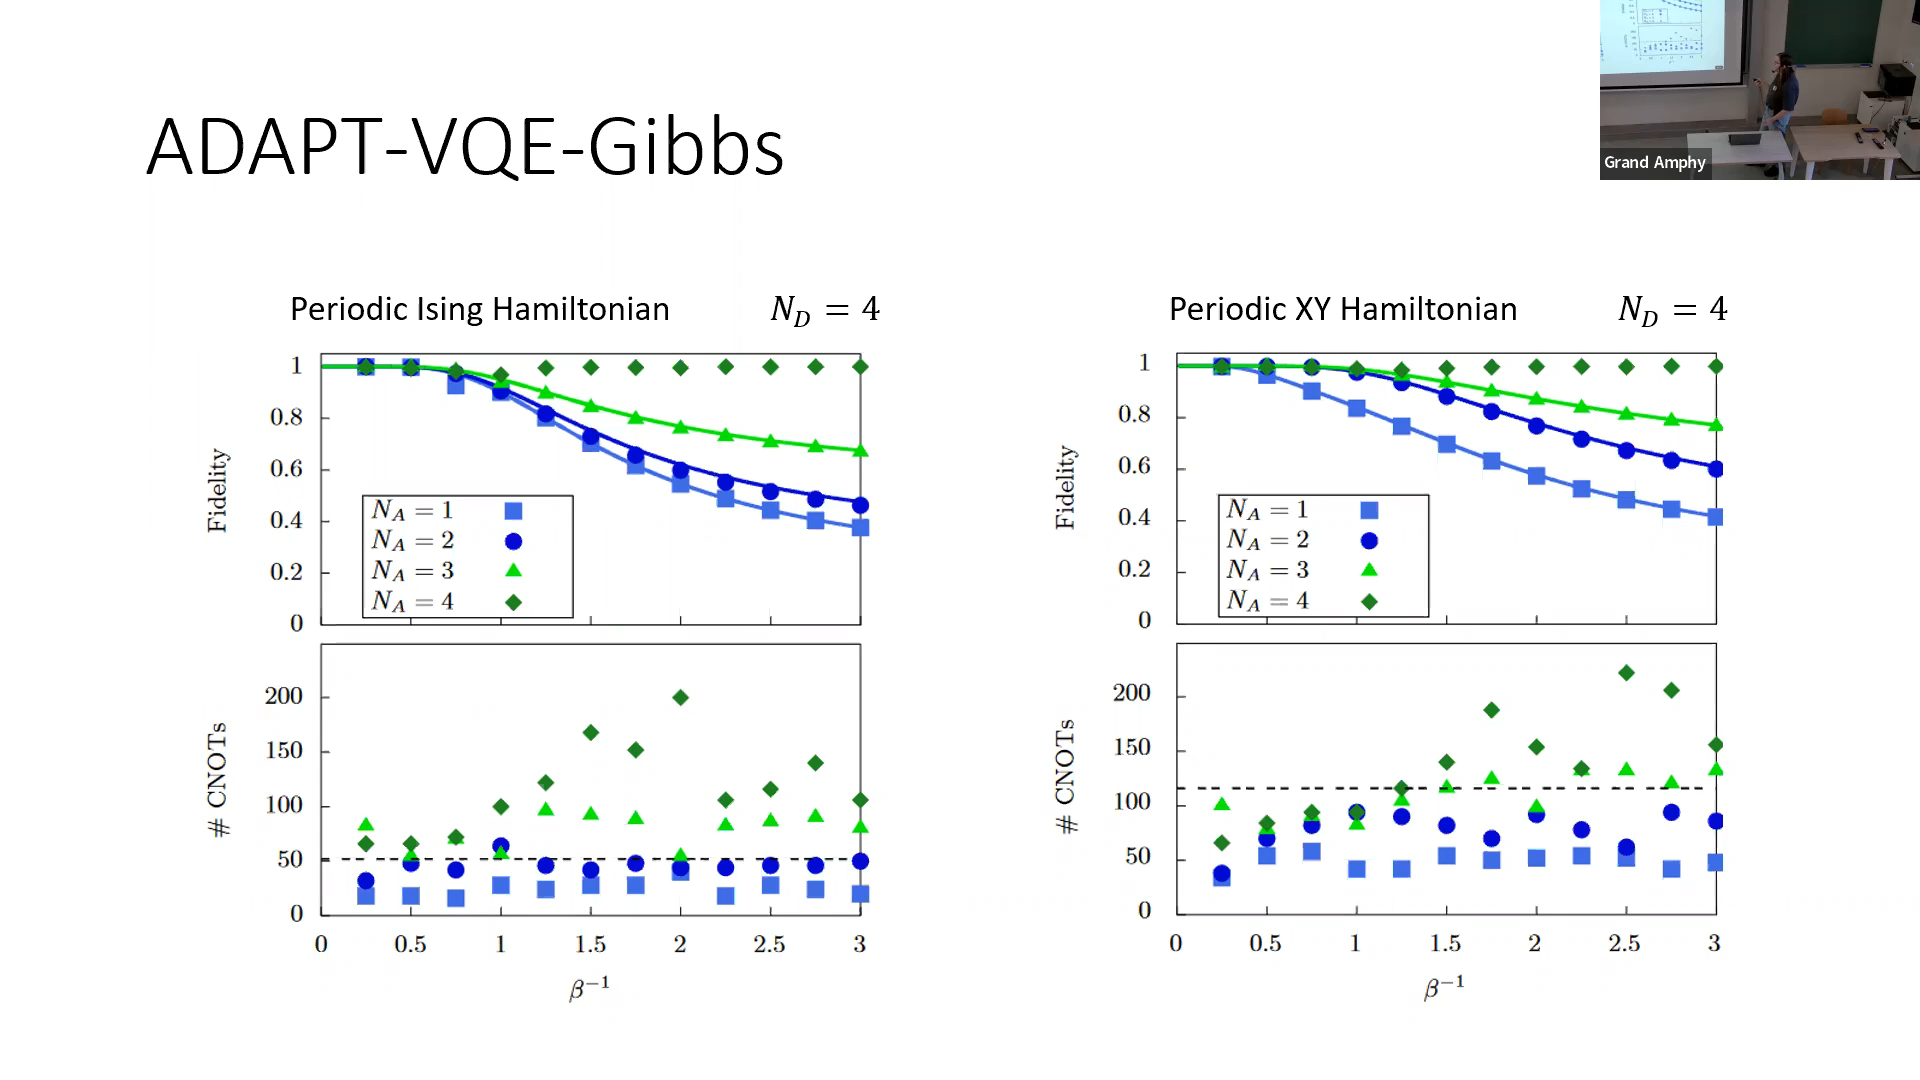 ADAPT-VQE-Gibbs
Grand Amphy
Periodic Ising Hamiltonian
N_D = 4
1
0.8
0.6
0.4
0.2
0
Fidelity
N_A = 1
N_A = 2
N_A = 3
N_A = 4
200
150
100
50
0
# CNOTs
0 0.5 1 1.5 2 2.5 3
β⁻¹
Periodic XY Hamiltonian
N_D = 4
1
0.8
0.6
0.4
0.2
0
Fidelity
N_A = 1
N_A = 2
N_A = 3
N_A = 4
200
150
100
50
0
# CNOTs
0 0.5 1 1.5 2 2.5 3
β⁻¹